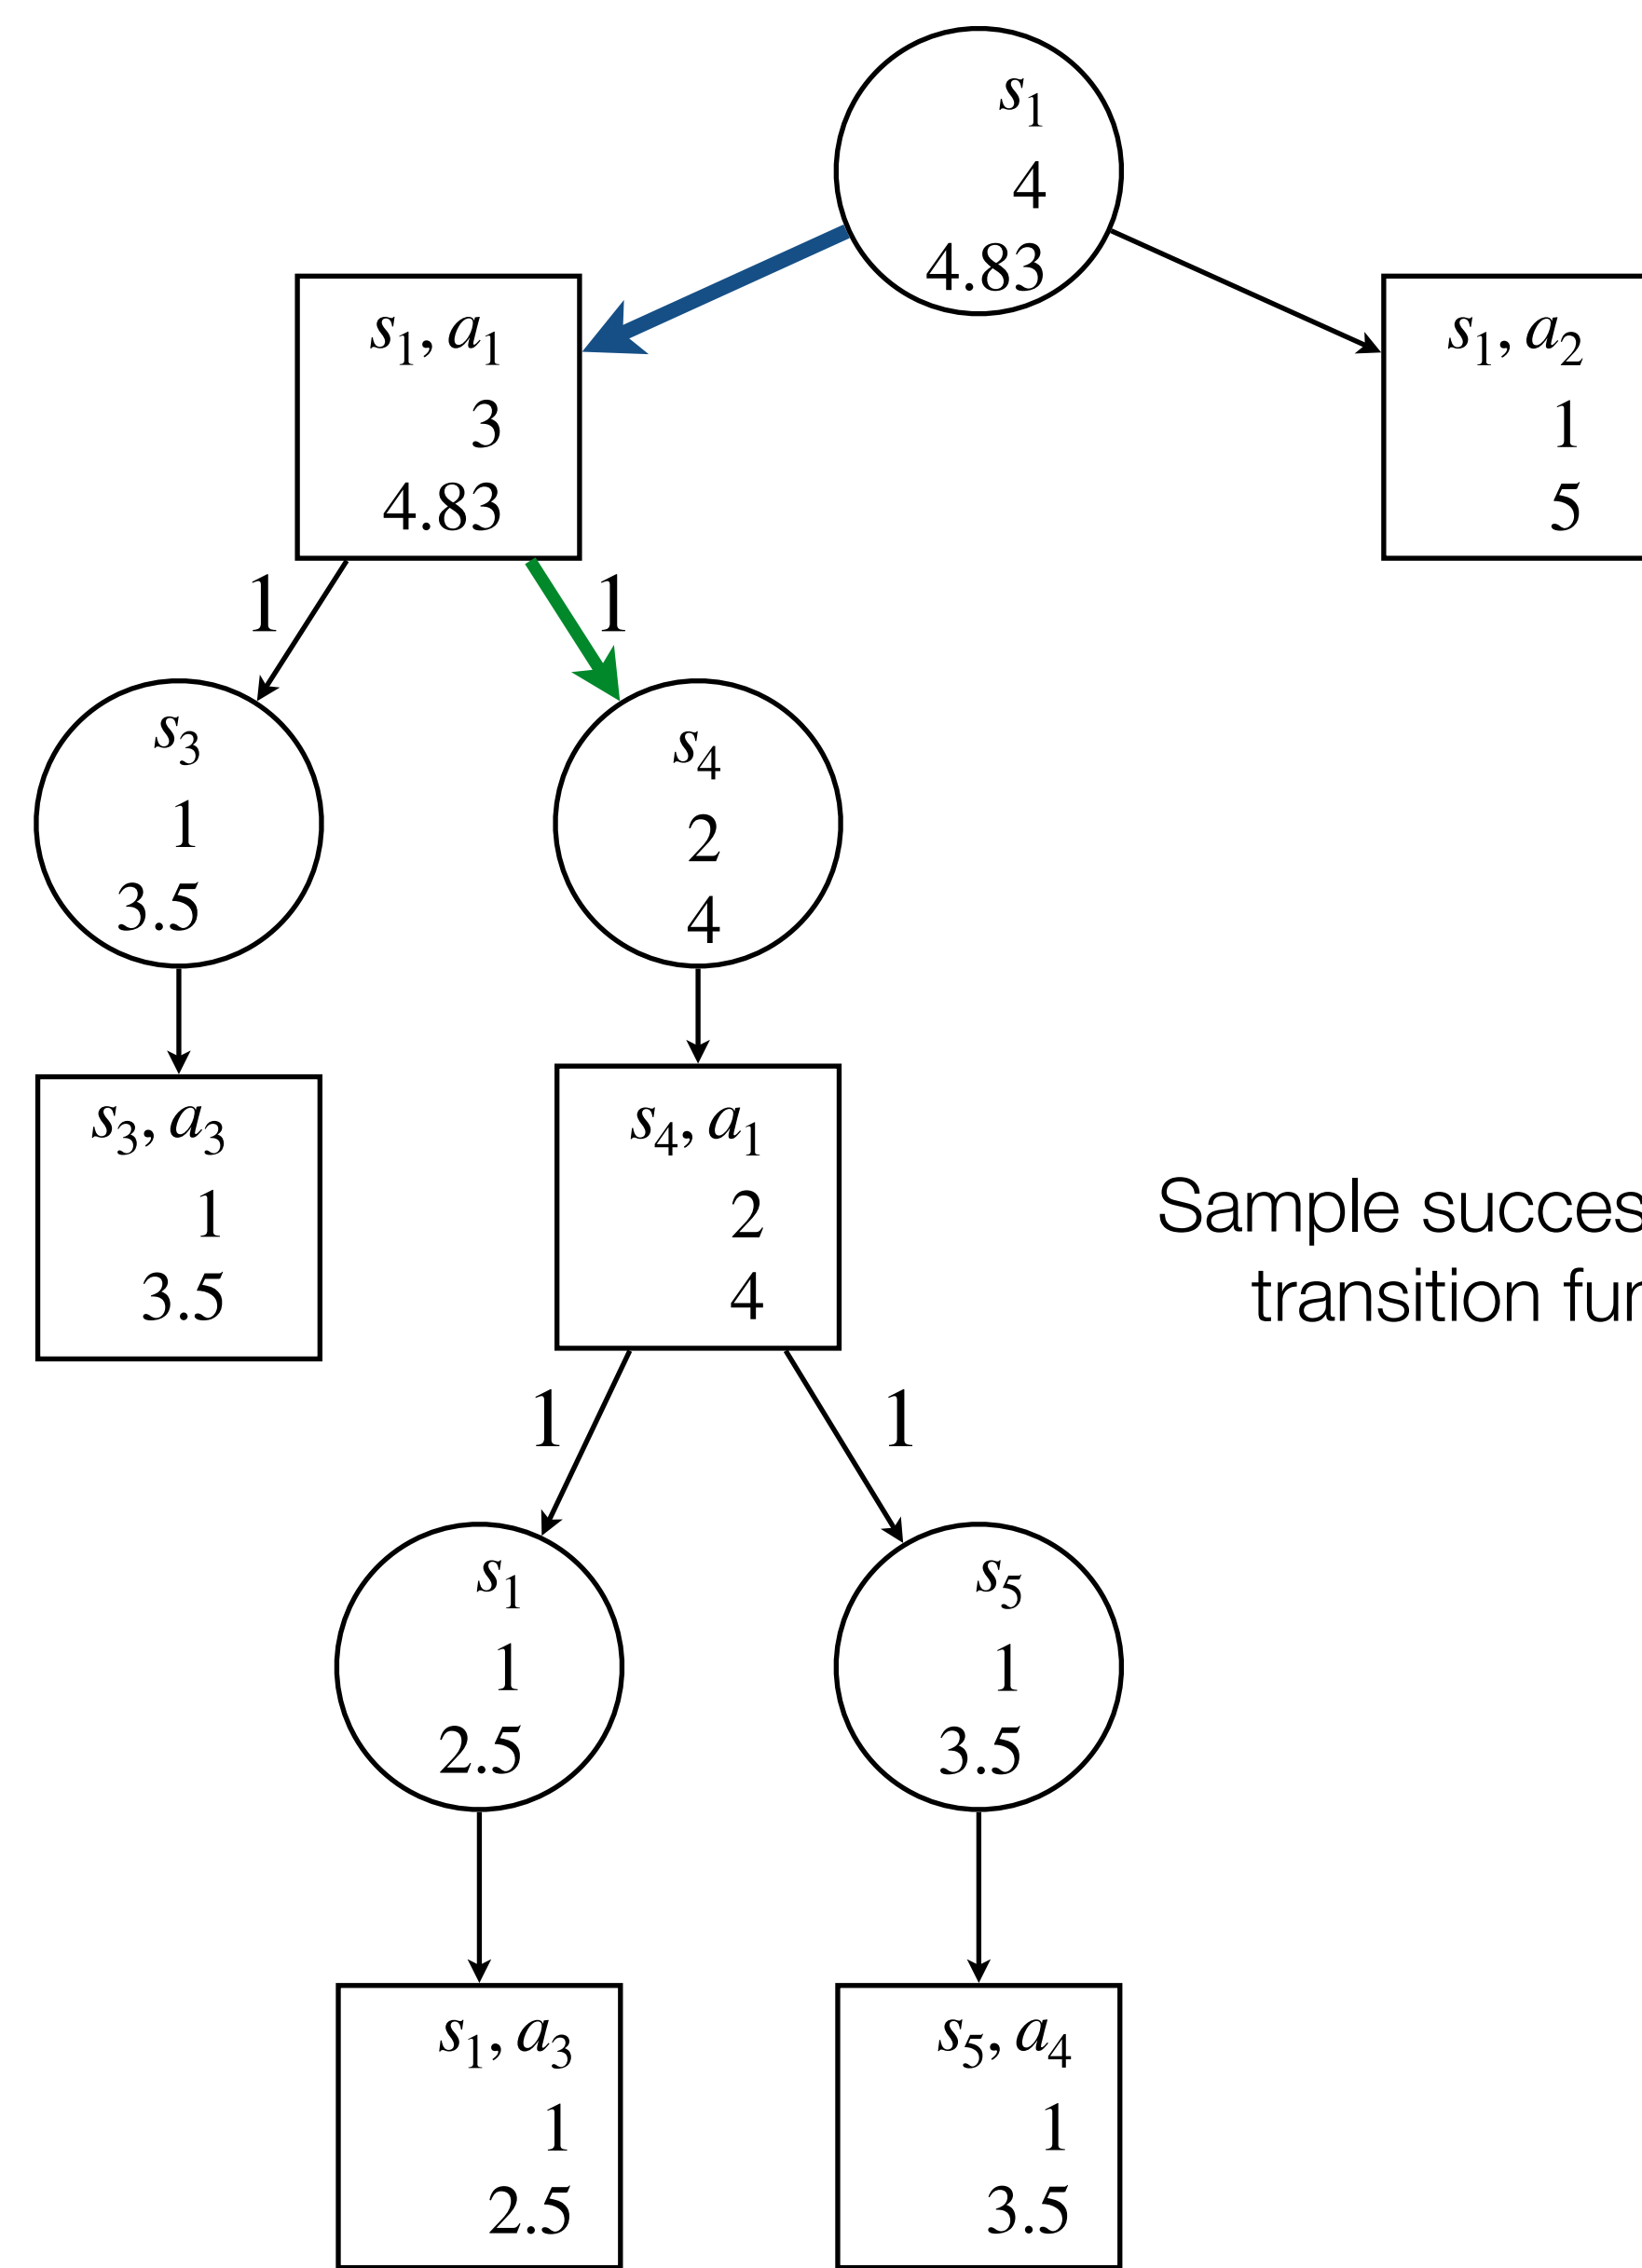 s₁
4
4.83
s₁, a₁
3
4.83
s₁, a₂
1
5
1
1
s₃
1
3.5
s₄
2
4
s₃, a₃
1
3.5
s₄, a₁
2
4
Sample
transition
1
1
s₁
1
2.5
s₅
1
3.5
s₁, a₃
1
2.5
s₅, a₄
1
3.5